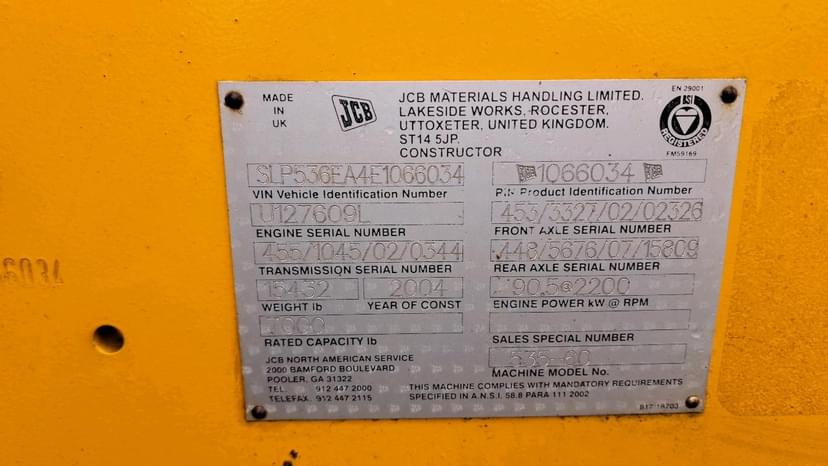 MADE IN UK
JCB
JCB MATERIALS HANDLING LIMITED.
LAKESIDE WORKS, ROCESTER,
UTTOXETER, UNITED KINGDOM.
ST14 5JP.
CONSTRUCTOR
EN 29001
BSI
REGISTERED
FM59169
SLP536EA4E1066034
VIN Vehicle Identification Number
1066034
PIN Product Identification Number
U127609L
ENGINE SERIAL NUMBER
453/3327/02/02326
FRONT AXLE SERIAL NUMBER
455/1045/02/0344
TRANSMISSION SERIAL NUMBER
448/5676/07/15809
REAR AXLE SERIAL NUMBER
15432
WEIGHT lb
2004
YEAR OF CONST
90.5@2200
ENGINE POWER kW @ RPM
RATED CAPACITY lb
SALES SPECIAL NUMBER
MACHINE MODEL No.
JCB NORTH AMERICAN SERVICE
2000 BAMFORD BOULEVARD
POOLER, GA 31322
TEL. 912 447 2000
TELEFAX. 912 447 2115
THIS MACHINE COMPLIES WITH MANDATORY REQUIREMENTS
SPECIFIED IN A.N.S.I. 58.8 PARA 111 2002